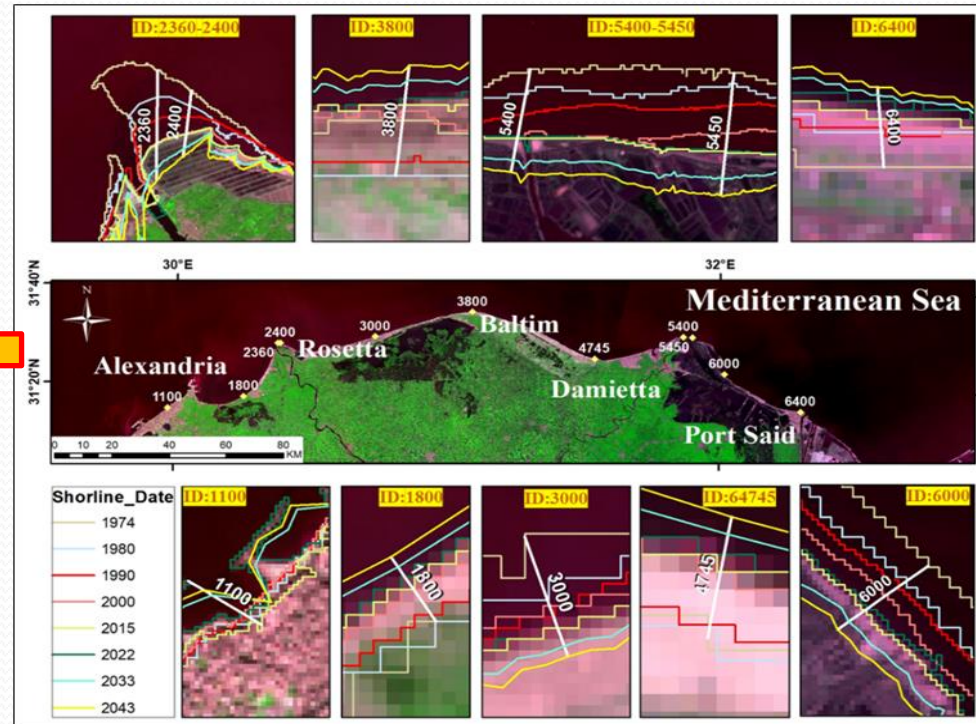 ID:2360-2400
ID:3800
ID:5400-5450
ID:6400
2360
2400
3800
5400
5450
6400
30°E
32°E
31°40'N
31°20'N
N
Mediterranean Sea
3800
Baltim
2400
2360
3000
Rosetta
4745
5400
5450
Alexandria
Damietta
6000
1100
1800
6400
Port Said
0 10 20 40 60 80
KM
Shorline_Date
1974
1980
1990
2000
2015
2022
2033
2043
ID:1100
ID:1800
ID:3000
ID:64745
ID:6000
1100
1800
3000
4745
6000